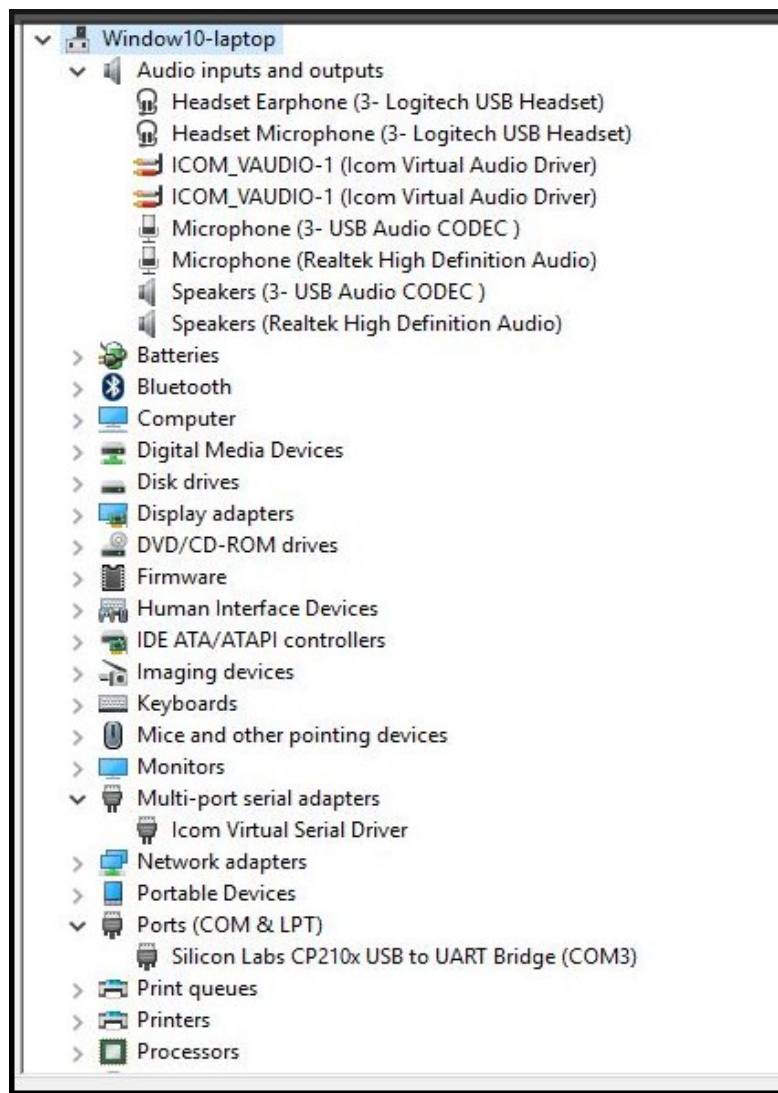 Window10-laptop
Audio inputs and outputs
Headset Earphone (3- Logitech USB Headset)
Headset Microphone (3- Logitech USB Headset)
ICOM_VAUDIO-1 (Icom Virtual Audio Driver)
ICOM_VAUDIO-1 (Icom Virtual Audio Driver)
Microphone (3- USB Audio CODEC )
Microphone (Realtek High Definition Audio)
Speakers (3- USB Audio CODEC )
Speakers (Realtek High Definition Audio)
Batteries
Bluetooth
Computer
Digital Media Devices
Disk drives
Display adapters
DVD/CD-ROM drives
Firmware
Human Interface Devices
IDE ATA/ATAPI controllers
Imaging devices
Keyboards
Mice and other pointing devices
Monitors
Multi-port serial adapters
Icom Virtual Serial Driver
Network adapters
Portable Devices
Ports (COM & LPT)
Silicon Labs CP210x USB to UART Bridge (COM3)
Print queues
Printers
Processors